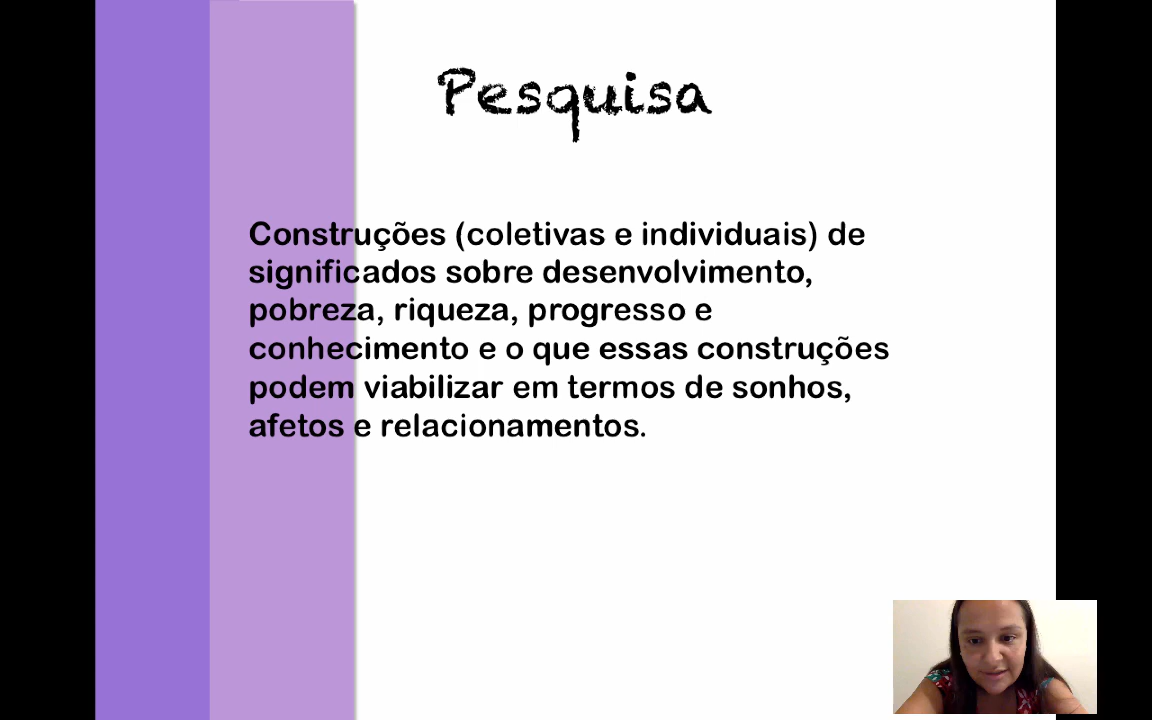 Pesquisa
Construções (coletivas e individuais) de
significados sobre desenvolvimento,
pobreza, riqueza, progresso e
conhecimento e o que essas construções
podem viabilizar em termos de sonhos,
afetos e relacionamentos.